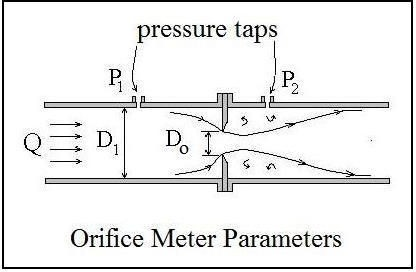 pressure taps
P1 P2
Q D1 Do
Orifice Meter Parameters